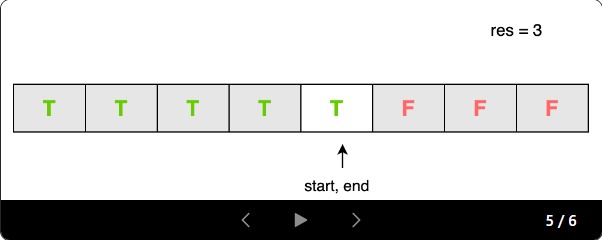 res = 3
T T T T T F F F
start, end
5 / 6